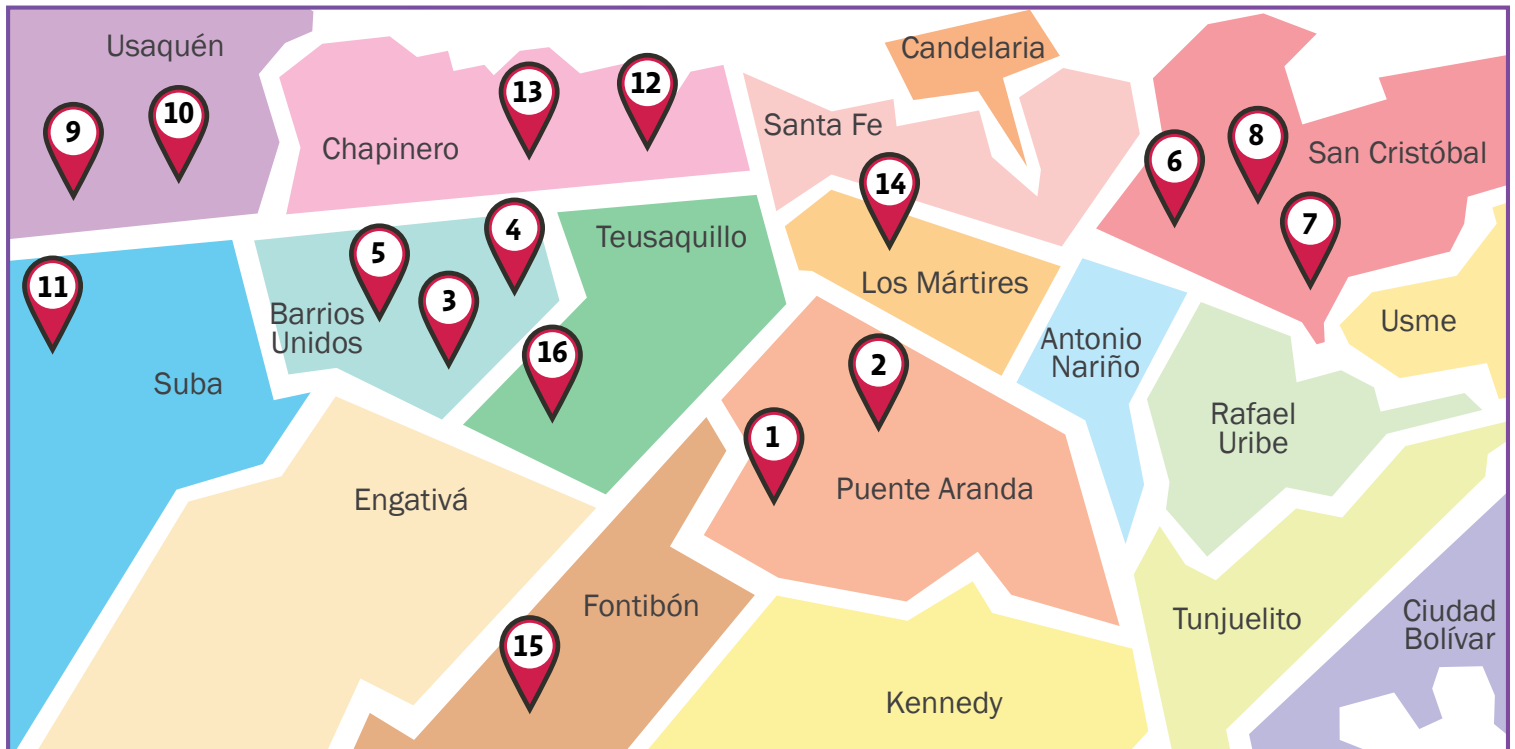 Usaquén
Candelaria
9
10
13
12
Chapinero
Santa Fe
6
8
San Cristóbal
14
7
5
4
Teusaquillo
11
3
Barrios
Unidos
Los Mártires
Usme
Antonio
Nariño
Suba
16
2
1
Rafael
Uribe
Engativá
Puente Aranda
Fontibón
15
Tunjuelito
Ciudad
Bolívar
Kennedy